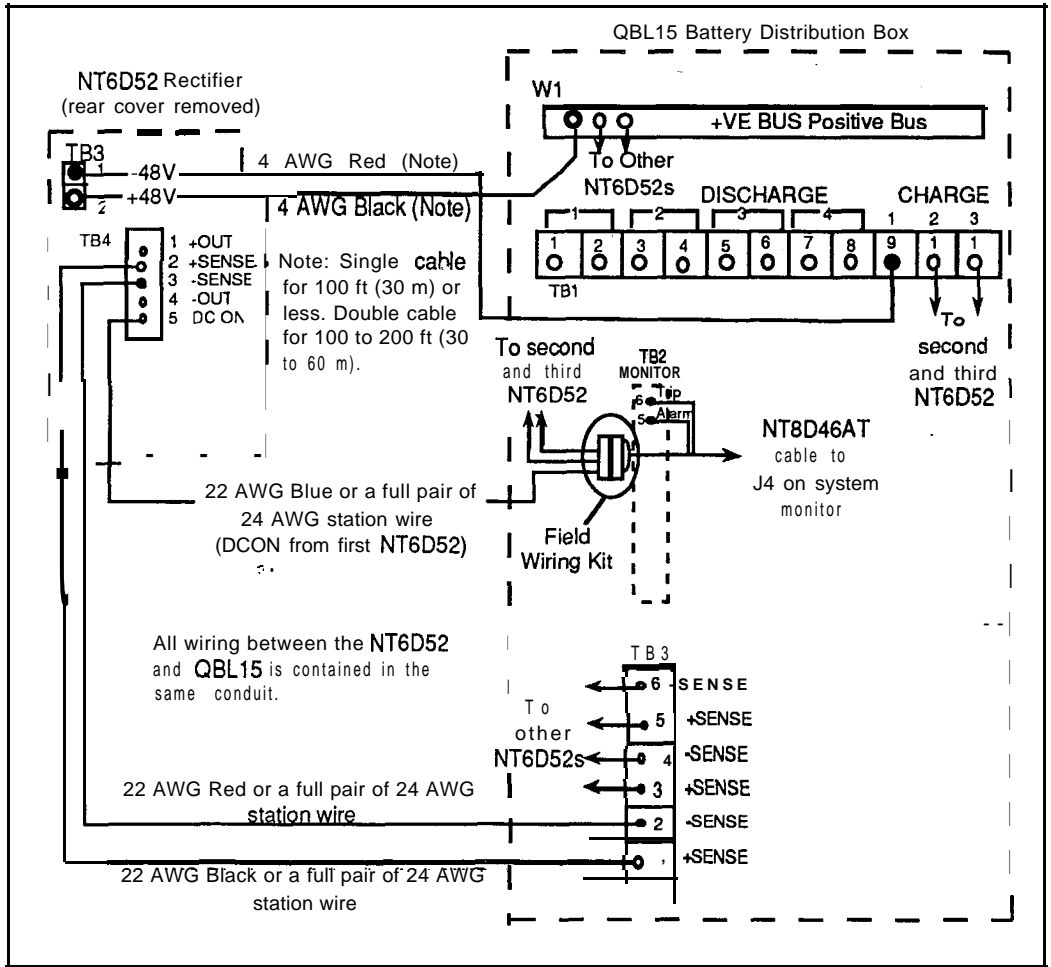 QBL15 Battery Distribution Box
NT6D52 Rectifier
(rear cover removed)
W1
+VE BUS Positive Bus
To Other
NT6D52s
TB3
1
-48V
4 AWG Red (Note)
2
+48V
4 AWG Black (Note)
DISCHARGE
CHARGE
1 2 3 4 1 2 3
1 2 3 4 5 6 7 8 9 1 1
TB1
TB4
1 +OUT
2 +SENSE
3 -SENSE
4 -OUT
5 DC ON
Note: Single cable
for 100 ft (30 m) or
less. Double cable
for 100 to 200 ft (30
to 60 m).
To second
and third
NT6D52
TB2
MONITOR
6 Trip
5 Alarm
To
second
and third
NT6D52
NT8D46AT
cable to
J4 on system
monitor
22 AWG Blue or a full pair of
24 AWG station wire
(DCON from first NT6D52)
Field
Wiring Kit
All wiring between the NT6D52
and QBL15 is contained in the
same conduit.
TB3
6 -SENSE
5 +SENSE
4 -SENSE
3 +SENSE
2 -SENSE
+SENSE
To
other
NT6D52s
22 AWG Red or a full pair of 24 AWG
station wire
22 AWG Black or a full pair of 24 AWG
station wire